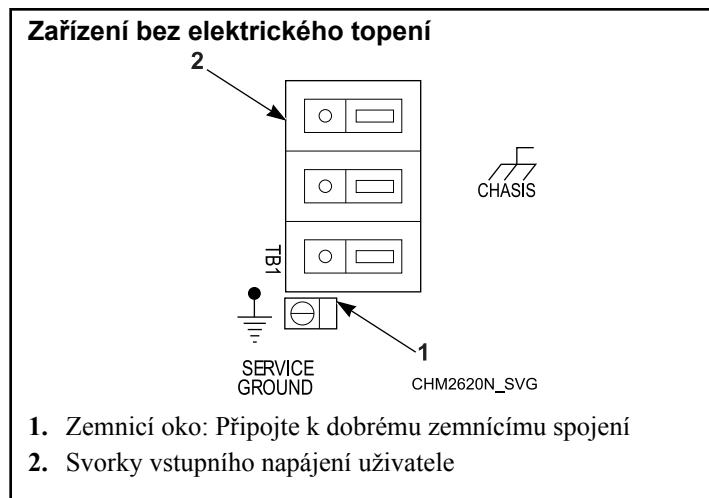 Zařízení bez elektrického topení
2
CHASIS
TB1
1
SERVICE
GROUND
CHM2620N_SVG
1. Zemnicí oko: Připojte k dobrému zemnícímu spojení
2. Svorky vstupního napájení uživatele